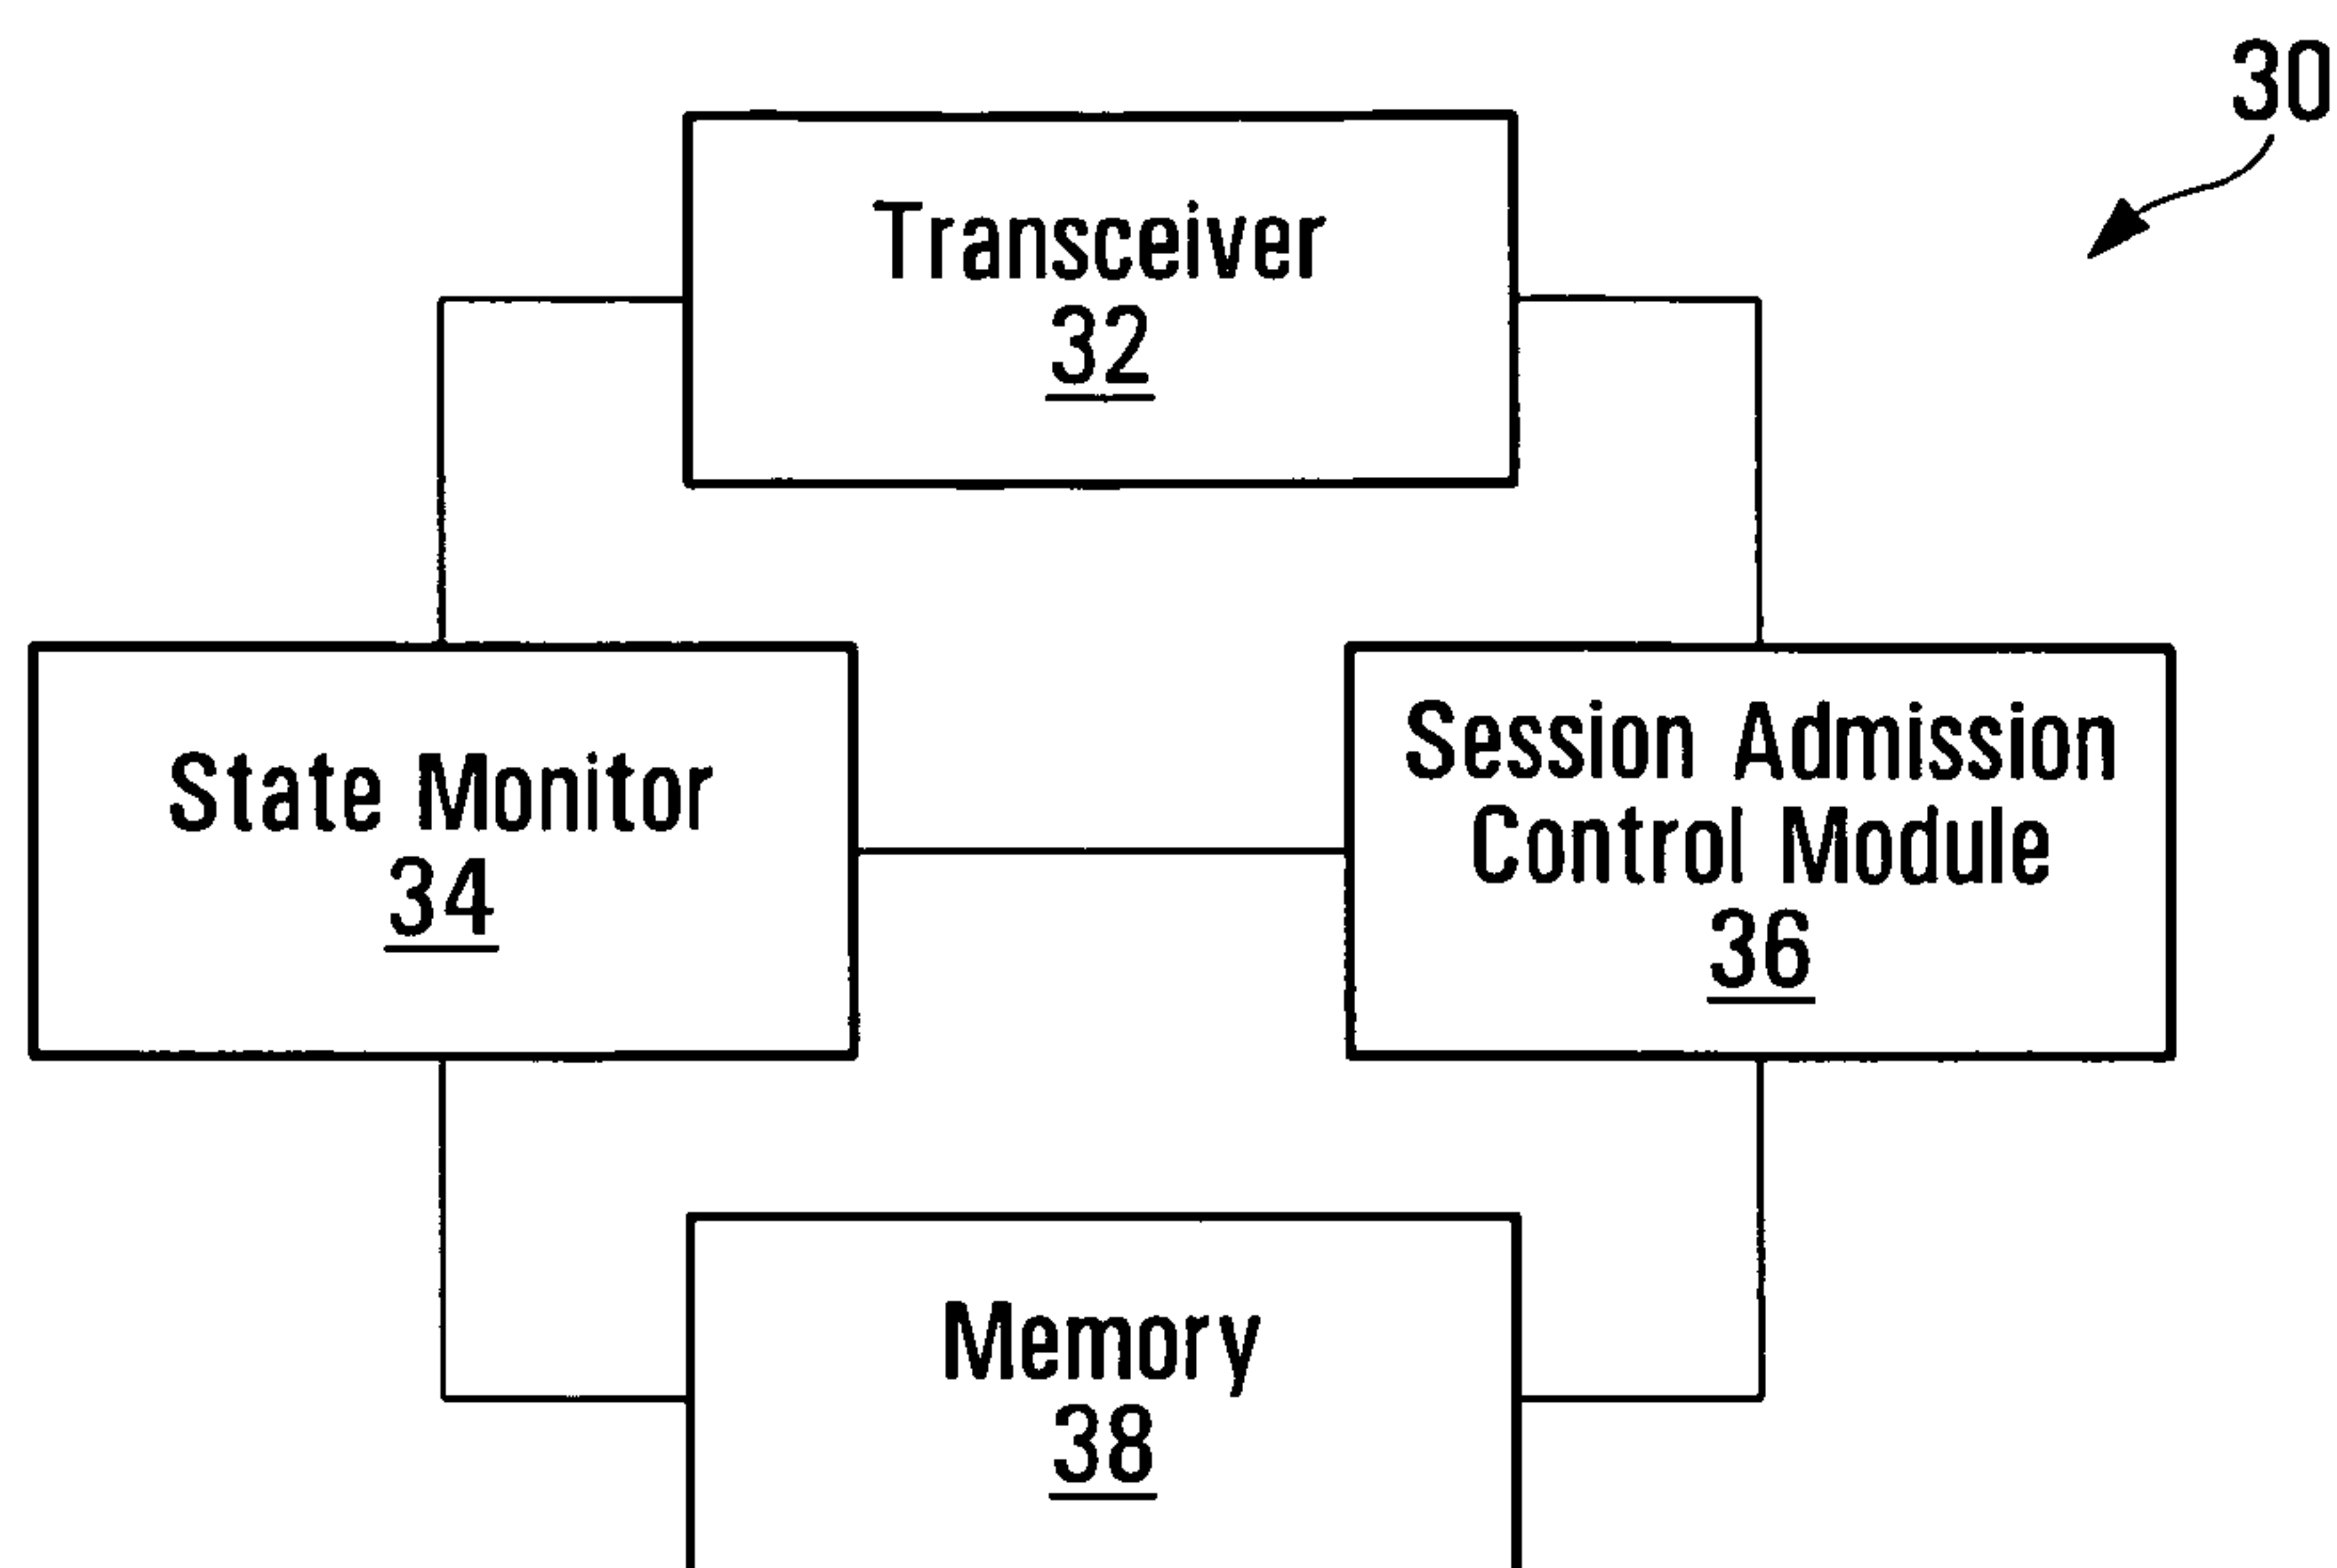 30
Transceiver
32
State Monitor
34
Session Admission
Control Module
36
Memory
38